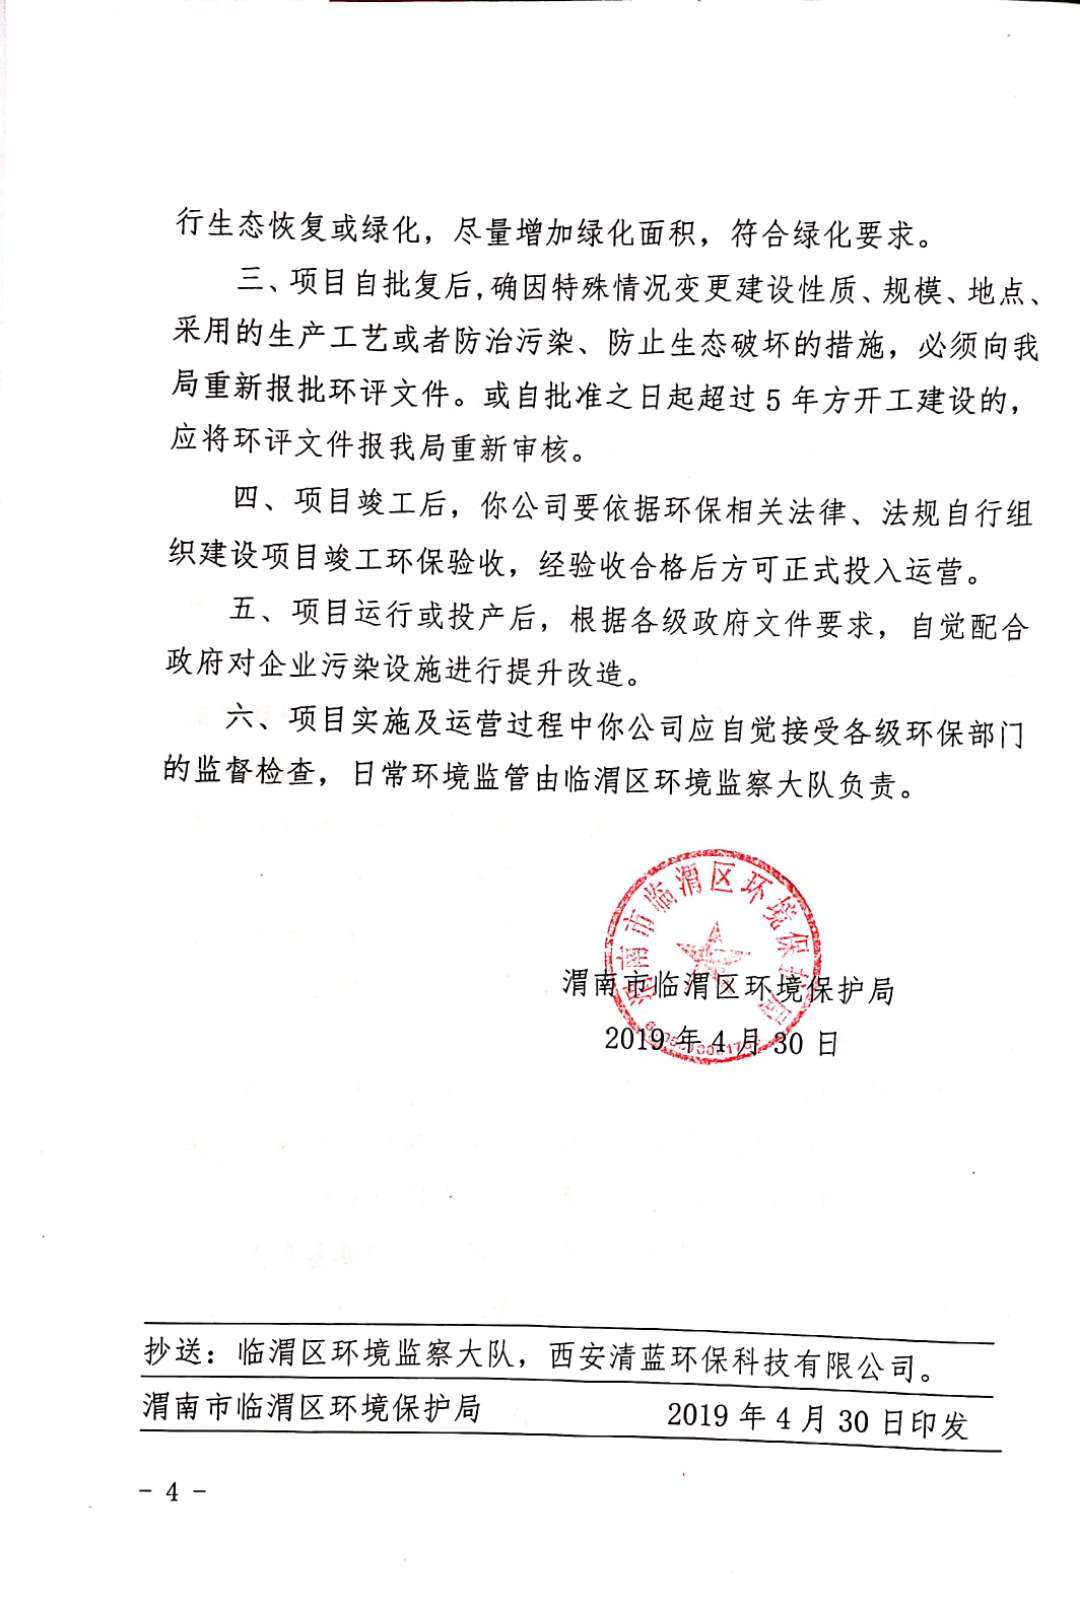 行生态恢复或绿化，尽量增加绿化面积，符合绿化要求。
三、项目自批复后,确因特殊情况变更建设性质、规模、地点、
采用的生产工艺或者防治污染、防止生态破坏的措施，必须向我
局重新报批环评文件。或自批准之日起超过 5 年方开工建设的，
应将环评文件报我局重新审核。
四、项目竣工后，你公司要依据环保相关法律、法规自行组
织建设项目竣工环保验收，经验收合格后方可正式投入运营。
五、项目运行或投产后，根据各级政府文件要求，自觉配合
政府对企业污染设施进行提升改造。
六、项目实施及运营过程中你公司应自觉接受各级环保部门
的监督检查，日常环境监管由临渭区环境监察大队负责。
渭南市临渭区环境保护局
渭南市临渭区环境保护局
2019 年 4 月 30 日
抄送：临渭区环境监察大队，西安清蓝环保科技有限公司。
渭南市临渭区环境保护局 2019 年 4 月 30 日印发
- 4 -